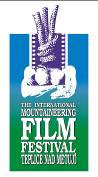 THE INTERNATIONAL
MOUNTAINEERING
FILM
FESTIVAL
TEPLICE NAD METUJÍ